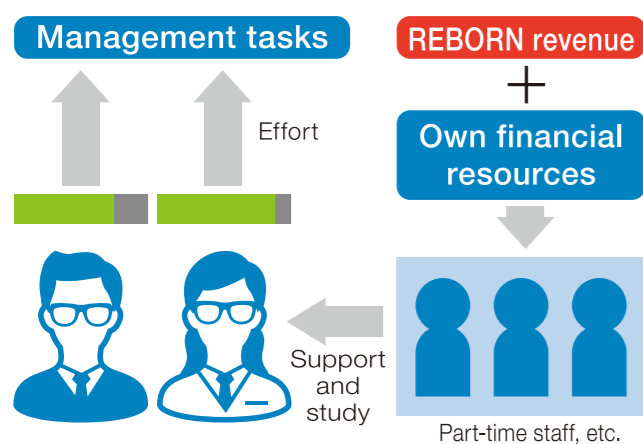 Management tasks
REBORN revenue
+
Own financial
resources
Effort
Support
and
study
Part-time staff, etc.